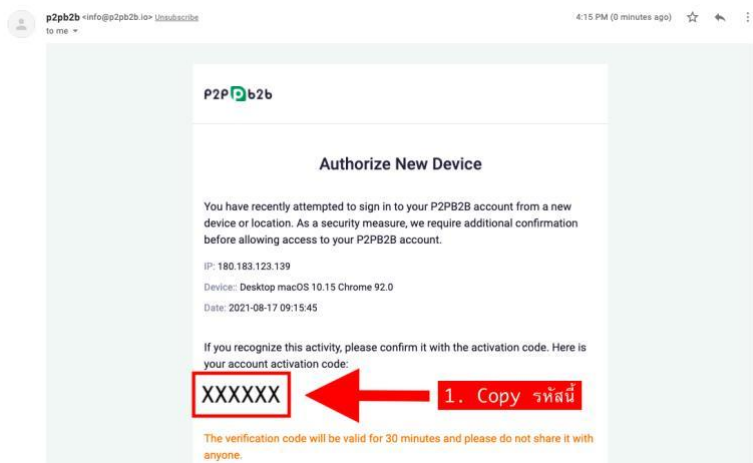 p2pb2b <info@p2pb2b.io> Unsubscribe
4:15 PM (0 minutes ago)
to me
P2P b2b
Authorize New Device
You have recently attempted to sign in to your P2PB2B account from a new
device or location. As a security measure, we require additional confirmation
before allowing access to your P2PB2B account.
IP: 180.183.123.139
Device:: Desktop macOS 10.15 Chrome 92.0
Date: 2021-08-17 09:15:45
If you recognize this activity, please confirm it with the activation code. Here is
your account activation code:
XXXXXX
1. Copy รหัสนี้
The verification code will be valid for 30 minutes and please do not share it with
anyone.